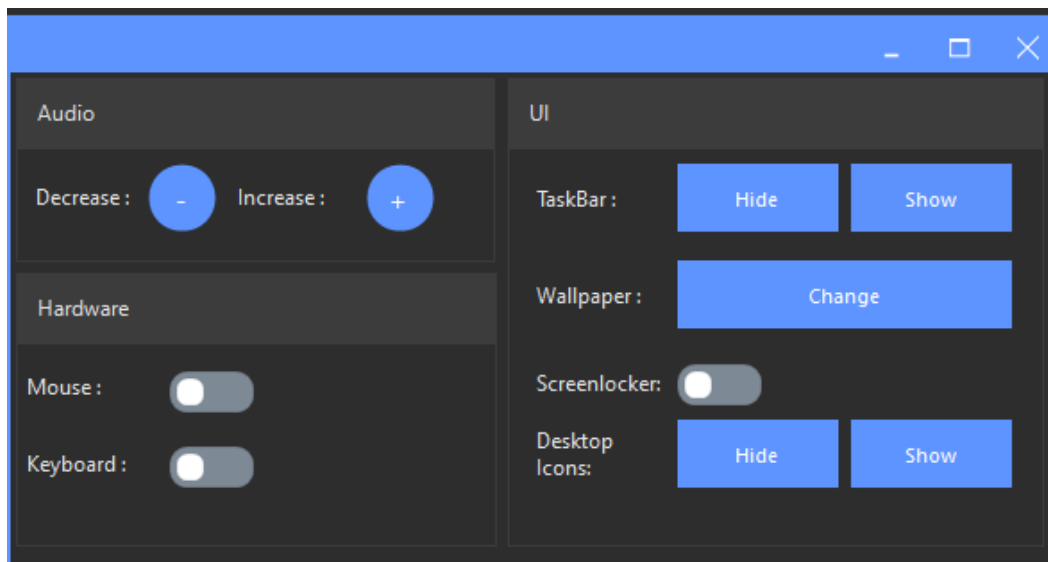 Audio
Decrease : - Increase : +
Hardware
Mouse :
Keyboard :
UI
TaskBar : Hide Show
Wallpaper : Change
Screenlocker:
Desktop
Icons: Hide Show